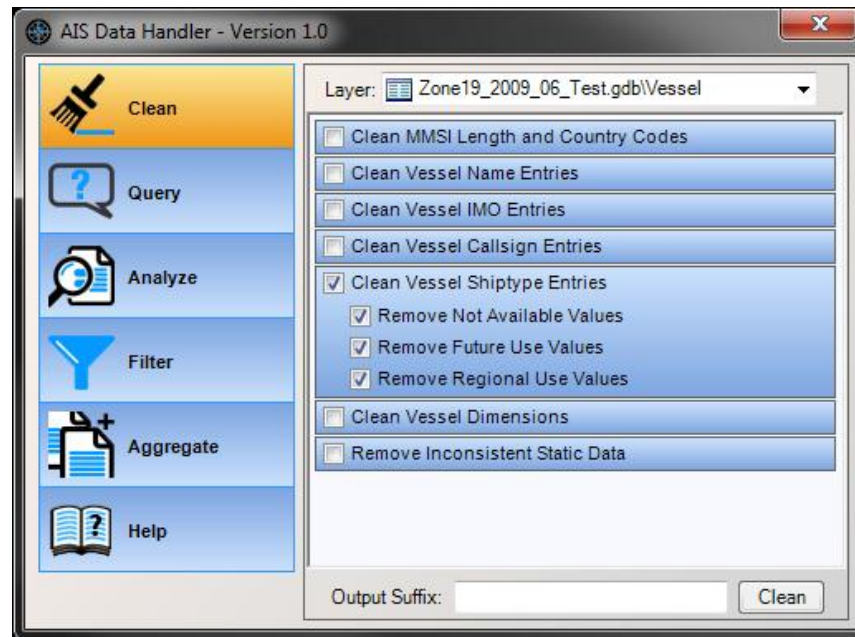 AIS Data Handler - Version 1.0
Clean
Query
Analyze
Filter
Aggregate
Help
Layer: Zone19_2009_06_Test.gdb\Vessel
Clean MMSI Length and Country Codes
Clean Vessel Name Entries
Clean Vessel IMO Entries
Clean Vessel Callsign Entries
Clean Vessel Shiptype Entries
Remove Not Available Values
Remove Future Use Values
Remove Regional Use Values
Clean Vessel Dimensions
Remove Inconsistent Static Data
Output Suffix: Clean